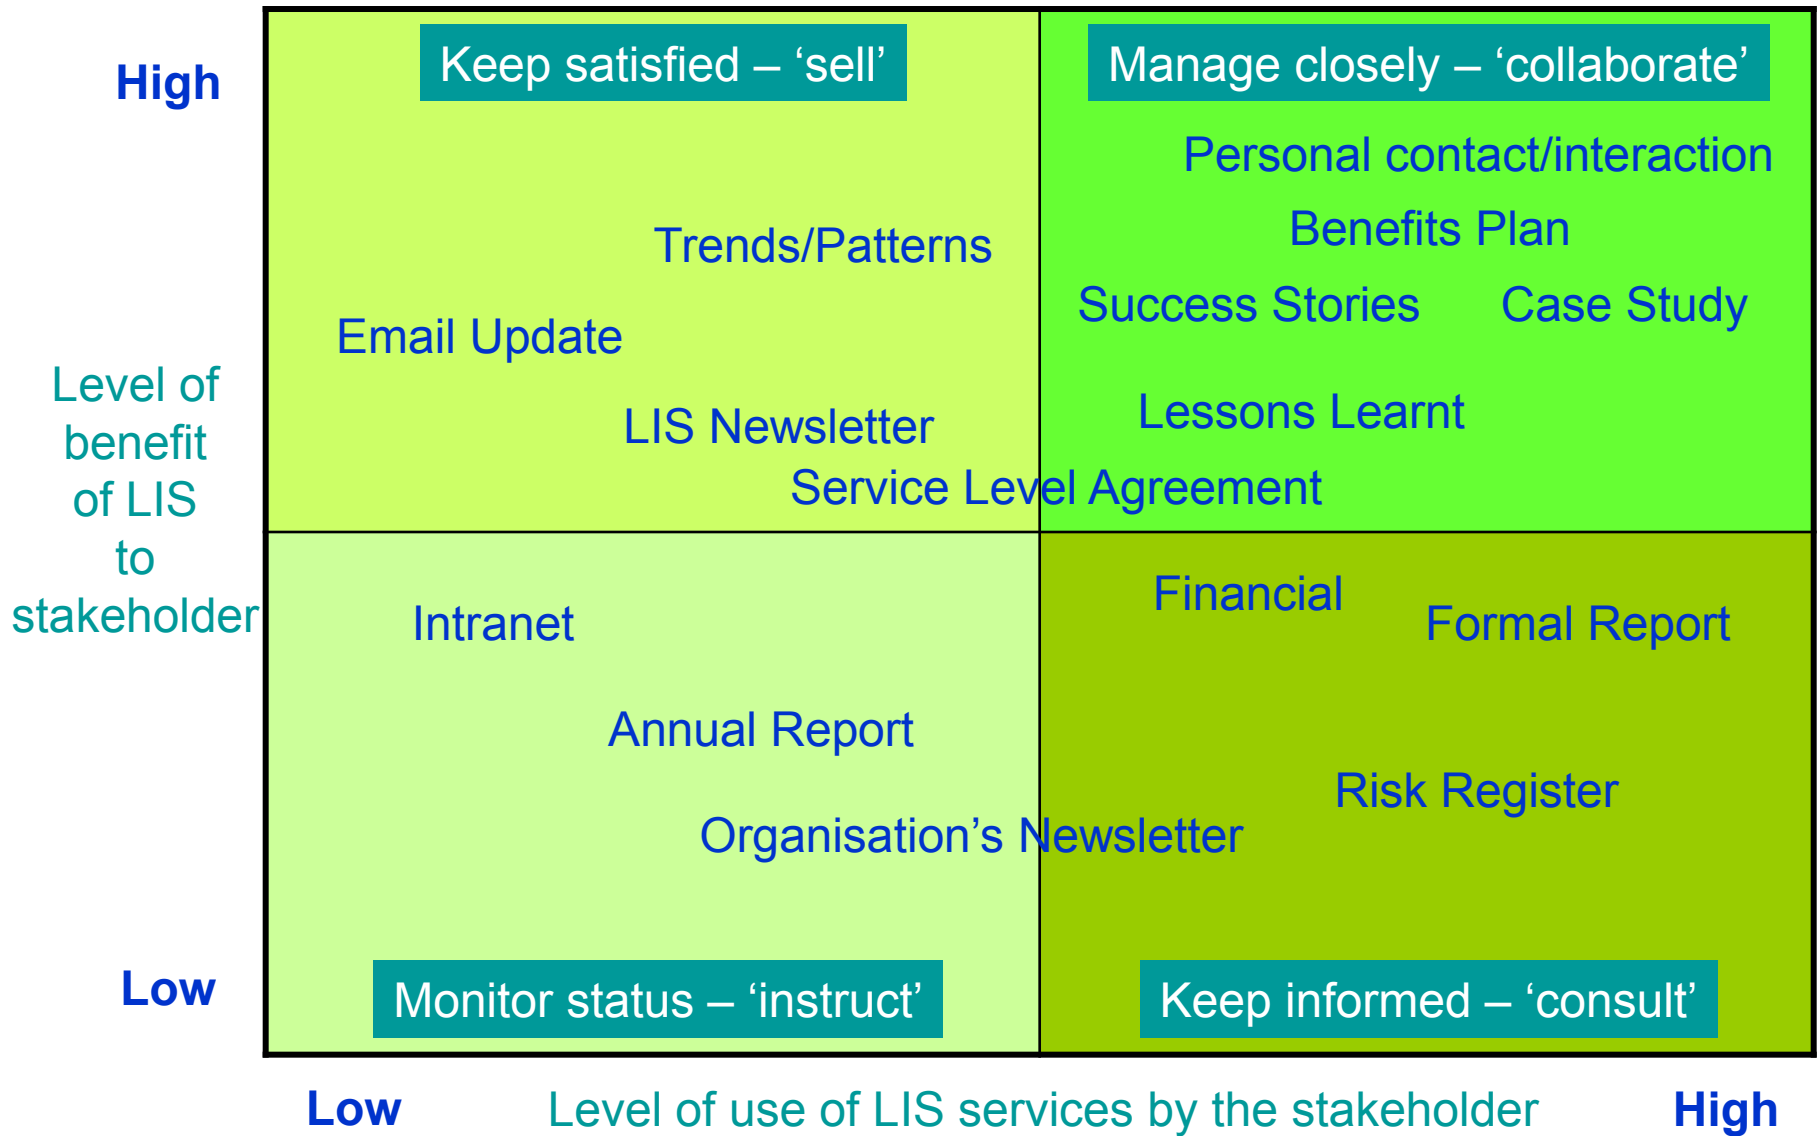 High
Keep satisfied – ‘sell’
Manage closely – ‘collaborate’
Personal contact/interaction
Benefits Plan
Trends/Patterns
Success Stories
Case Study
Email Update
Lessons Learnt
LIS Newsletter
Service Level Agreement
Level of
benefit
of LIS
to
stakeholder
Intranet
Financial
Formal Report
Annual Report
Risk Register
Organisation’s Newsletter
Low
Monitor status – ‘instruct’
Keep informed – ‘consult’
Low
Level of use of LIS services by the stakeholder
High